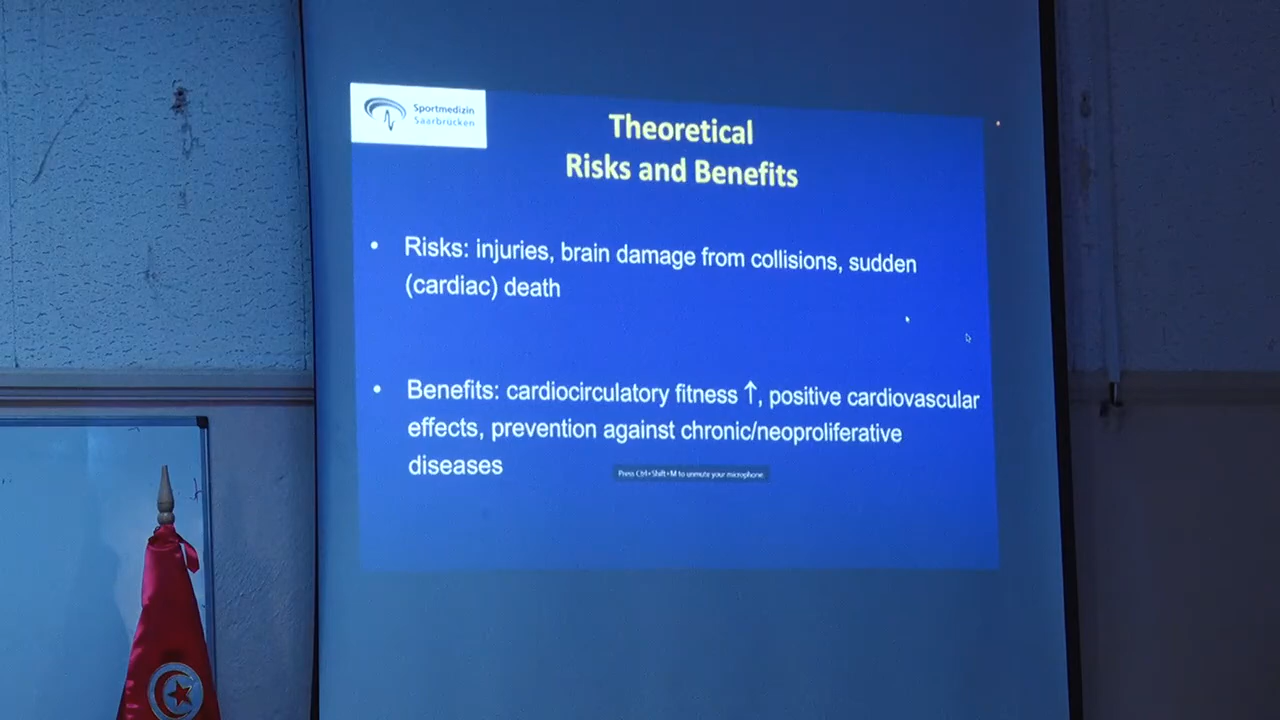 Sportmedizin
Saarbrücken
Theoretical
Risks and Benefits
• Risks: injuries, brain damage from collisions, sudden
(cardiac) death
• Benefits: cardiocirculatory fitness ↑, positive cardiovascular
effects, prevention against chronic/neoproliferative
diseases
Press Ctrl+Shift+M to unmute your microphone.